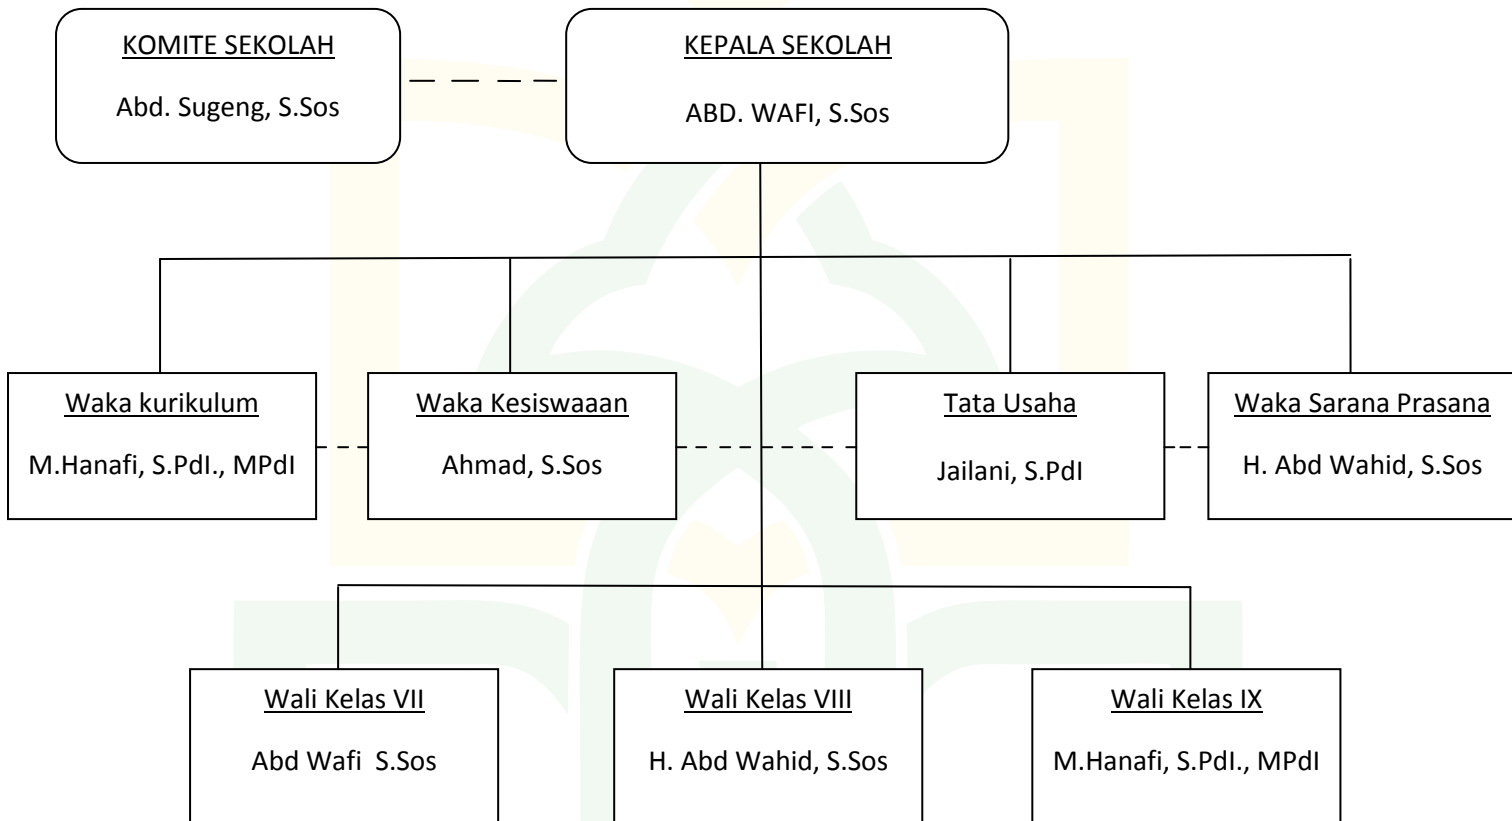 KOMITE SEKOLAH
Abd. Sugeng, S.Sos
KEPALA SEKOLAH
ABD. WAFI, S.Sos
Waka kurikulum
M.Hanafi, S.PdI., MPdI
Waka Kesiswaaan
Ahmad, S.Sos
Tata Usaha
Jailani, S.PdI
Waka Sarana Prasana
H. Abd Wahid, S.Sos
Wali Kelas VII
Abd Wafi  S.Sos
Wali Kelas VIII
H. Abd Wahid, S.Sos
Wali Kelas IX
M.Hanafi, S.PdI., MPdI